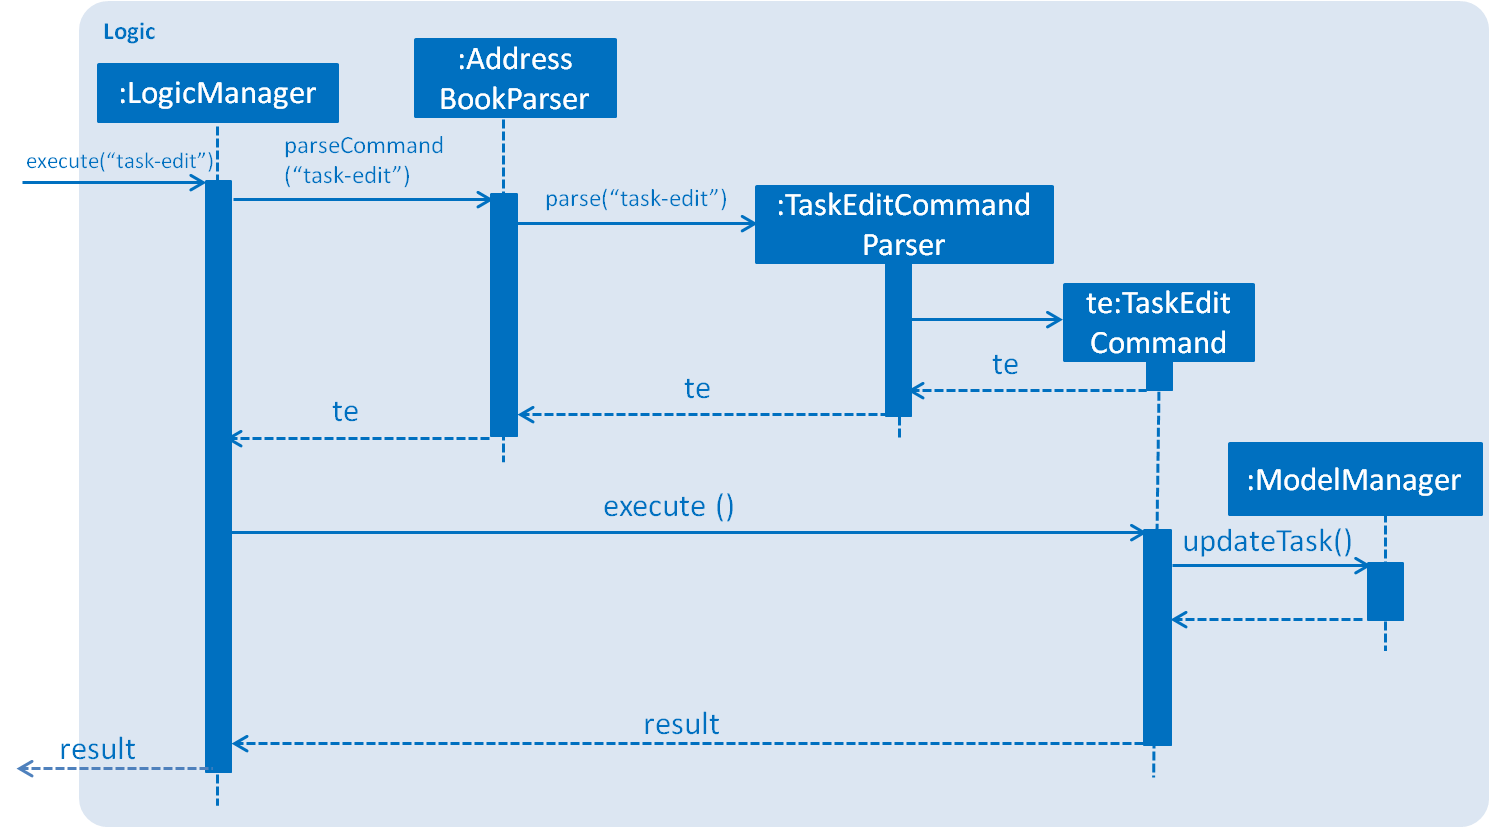 Logic
:LogicManager
:Address
BookParser
execute(“task-edit”)
parseCommand
(“task-edit”)
parse(“task-edit”)
:TaskEditCommand
Parser
te:TaskEdit
Command
te
te
te
:ModelManager
execute ()
updateTask()
result
result